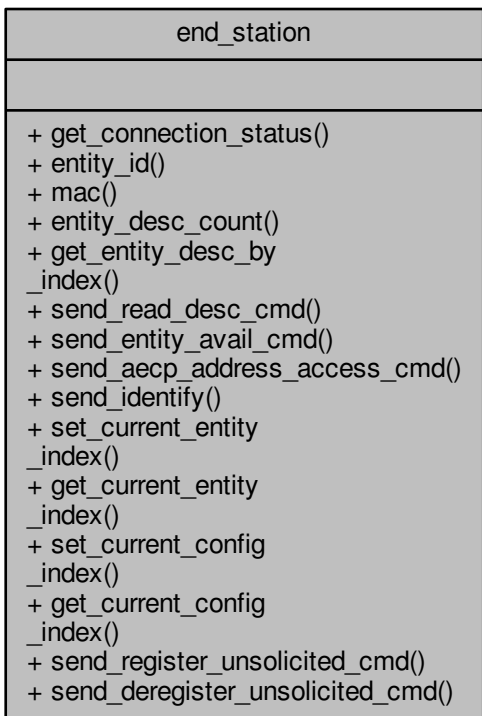 end_station
+ get_connection_status()
+ entity_id()
+ mac()
+ entity_desc_count()
+ get_entity_desc_by
_index()
+ send_read_desc_cmd()
+ send_entity_avail_cmd()
+ send_aecp_address_access_cmd()
+ send_identify()
+ set_current_entity
_index()
+ get_current_entity
_index()
+ set_current_config
_index()
+ get_current_config
_index()
+ send_register_unsolicited_cmd()
+ send_deregister_unsolicited_cmd()